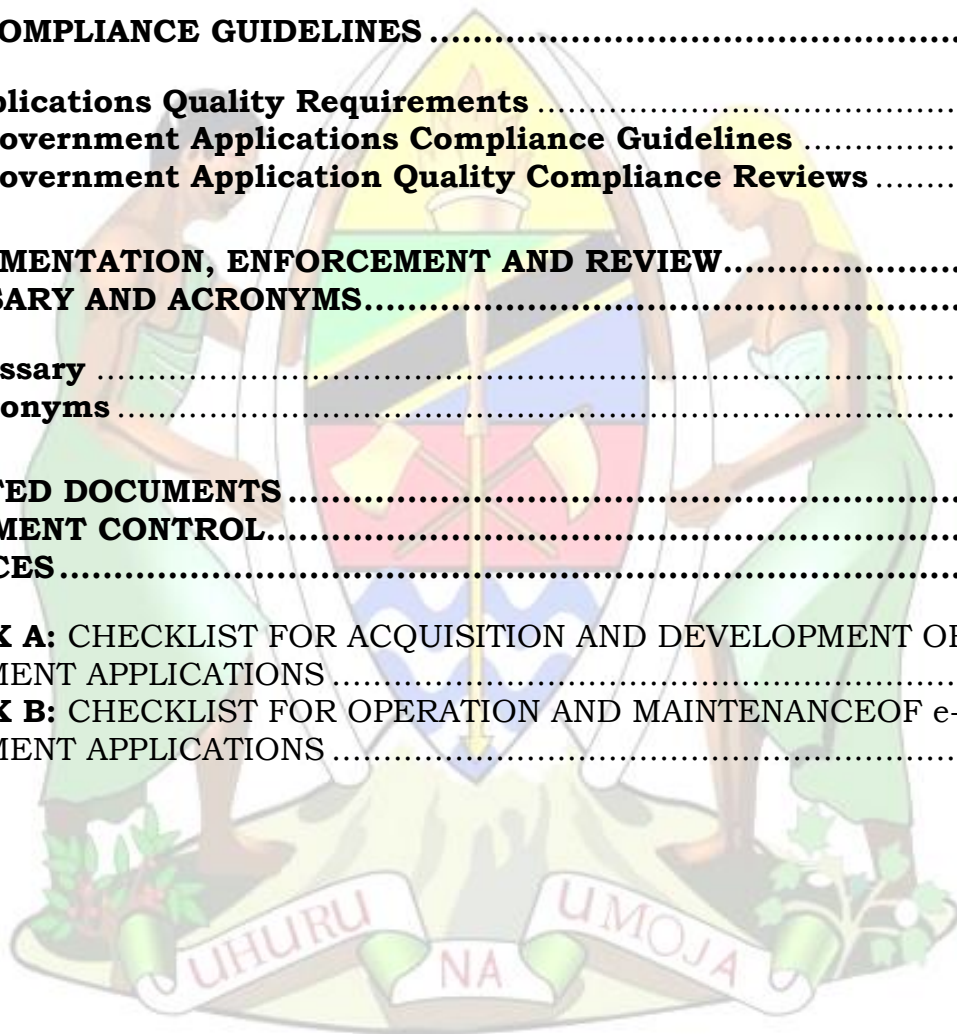 OMPLIANCE GUIDELINES ....................................................
plications Quality Requirements ....................................................
overnment Applications Compliance Guidelines ....................
overnment Application Quality Compliance Reviews ..........
MENTATION, ENFORCEMENT AND REVIEW........................
SARY AND ACRONYMS............................................................
ssary ..........................................................................................
onyms ........................................................................................
TED DOCUMENTS ....................................................................
MENT CONTROL........................................................................
CES ............................................................................................
X A: CHECKLIST FOR ACQUISITION AND DEVELOPMENT OF
MENT APPLICATIONS ..............................................................
X B: CHECKLIST FOR OPERATION AND MAINTENANCEOF e-
MENT APPLICATIONS ..............................................................
UHURU NA UMOJA